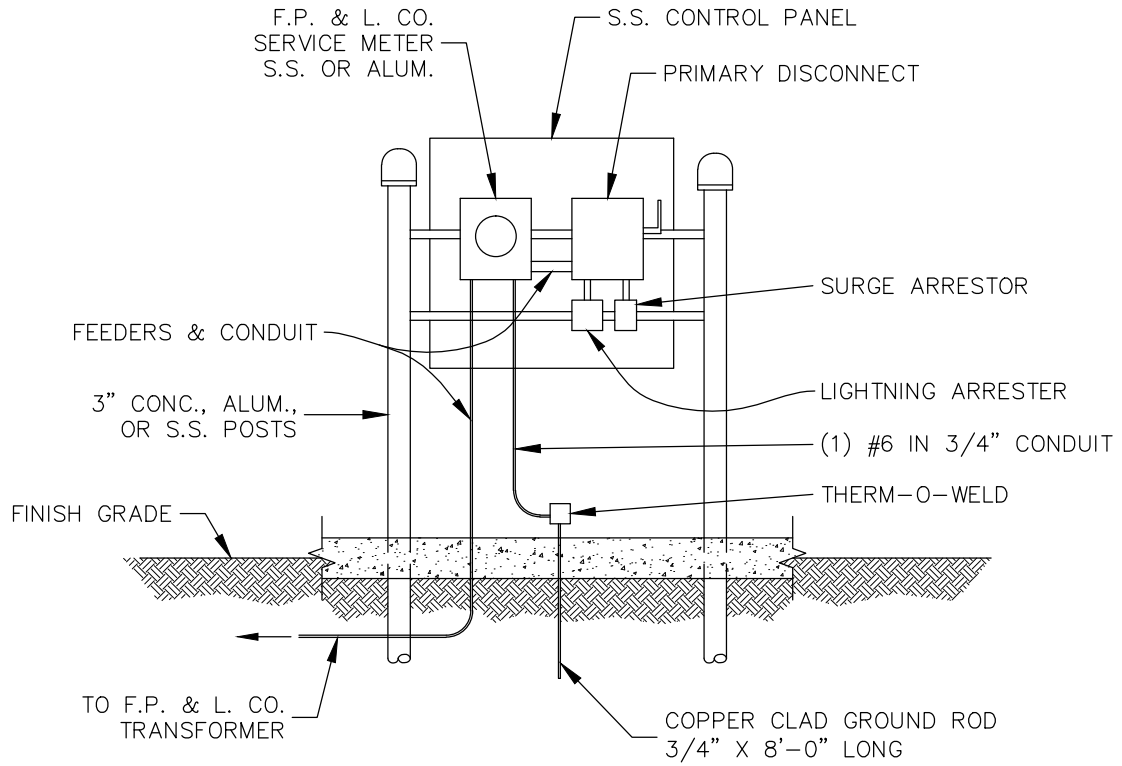 F.P. & L. CO.
SERVICE METER
S.S. OR ALUM.
S.S. CONTROL PANEL
PRIMARY DISCONNECT
SURGE ARRESTOR
FEEDERS & CONDUIT
LIGHTNING ARRESTER
3” CONC., ALUM.,
OR S.S. POSTS
(1) #6 IN 3/4” CONDUIT
THERM-O-WELD
FINISH GRADE
TO F.P. & L. CO.
TRANSFORMER
COPPER CLAD GROUND ROD
3/4” X 8’-0” LONG